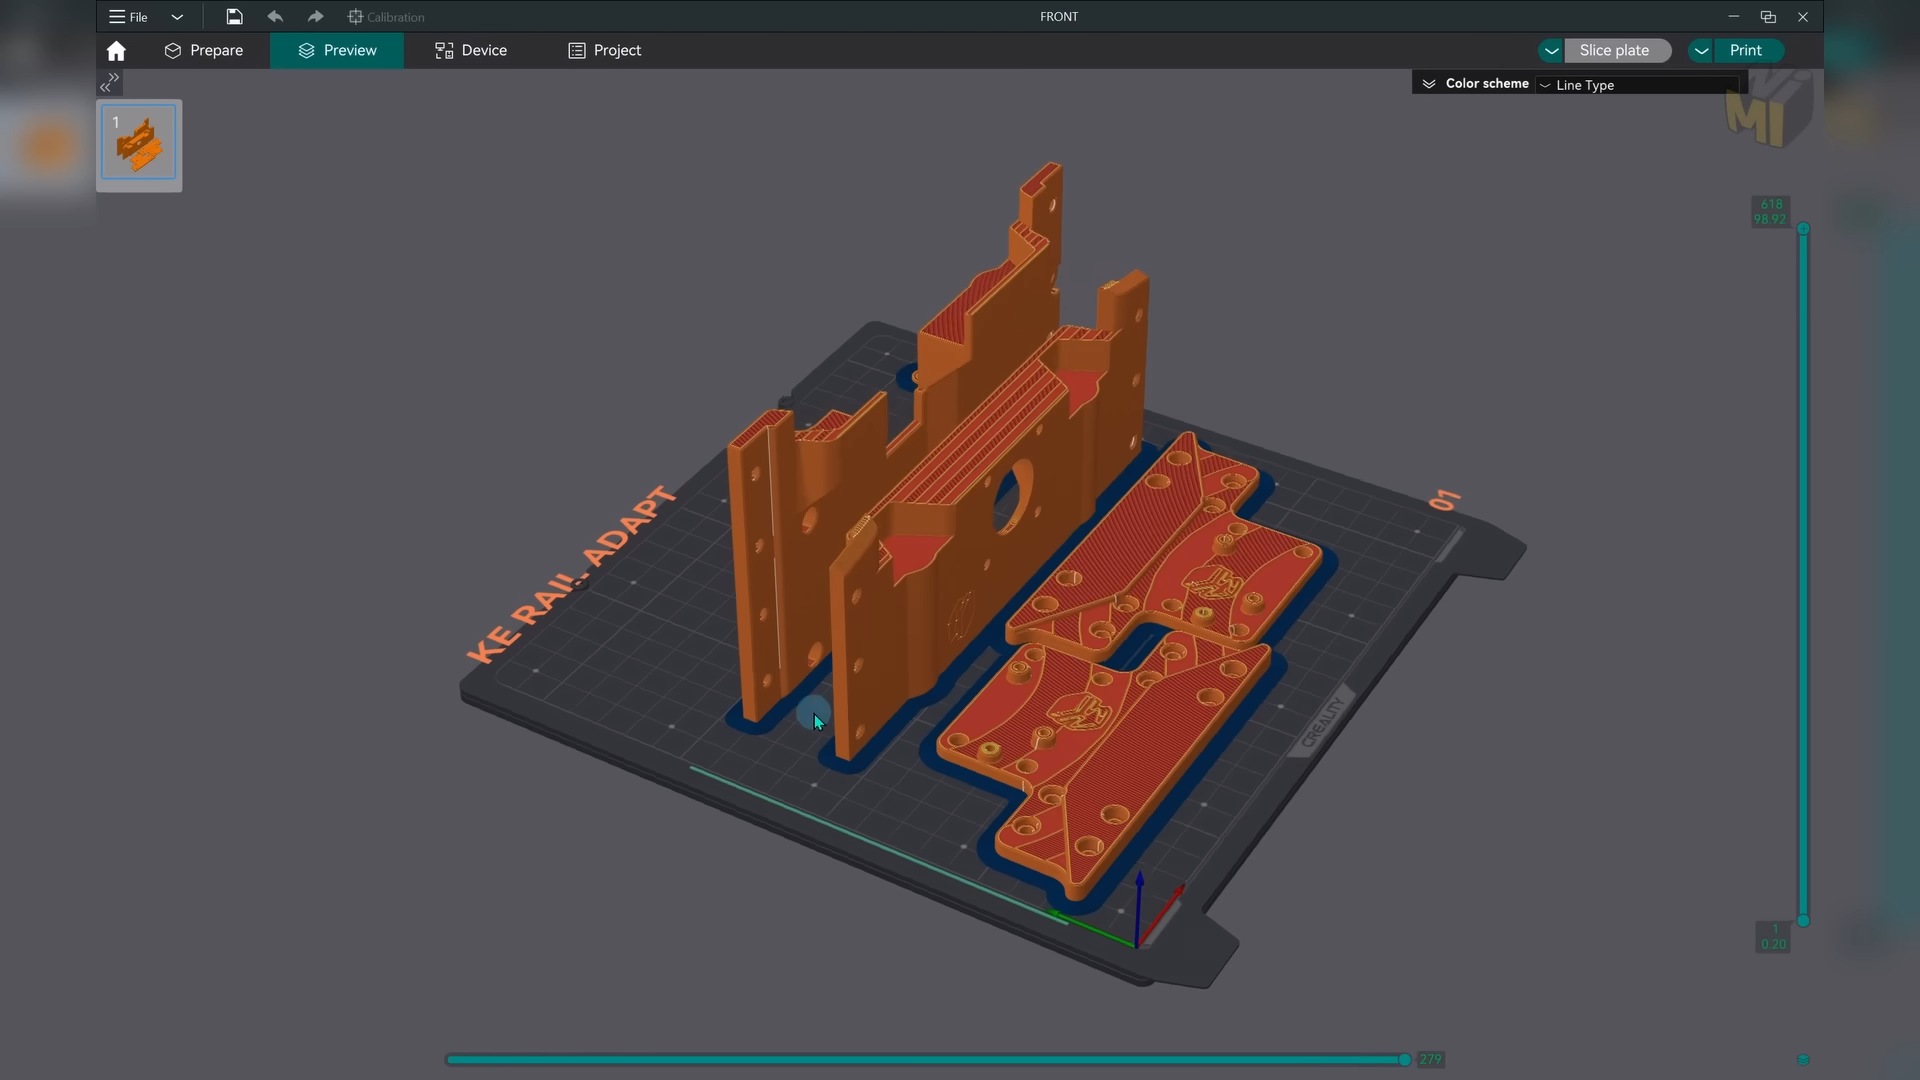 File
Calibration
FRONT
Prepare
Preview
Device
Project
Slice plate
Print
Color scheme
Line Type
1
MI
618
98.92
KE RAIL ADAPT
01
CREALITY
1
0.20
279